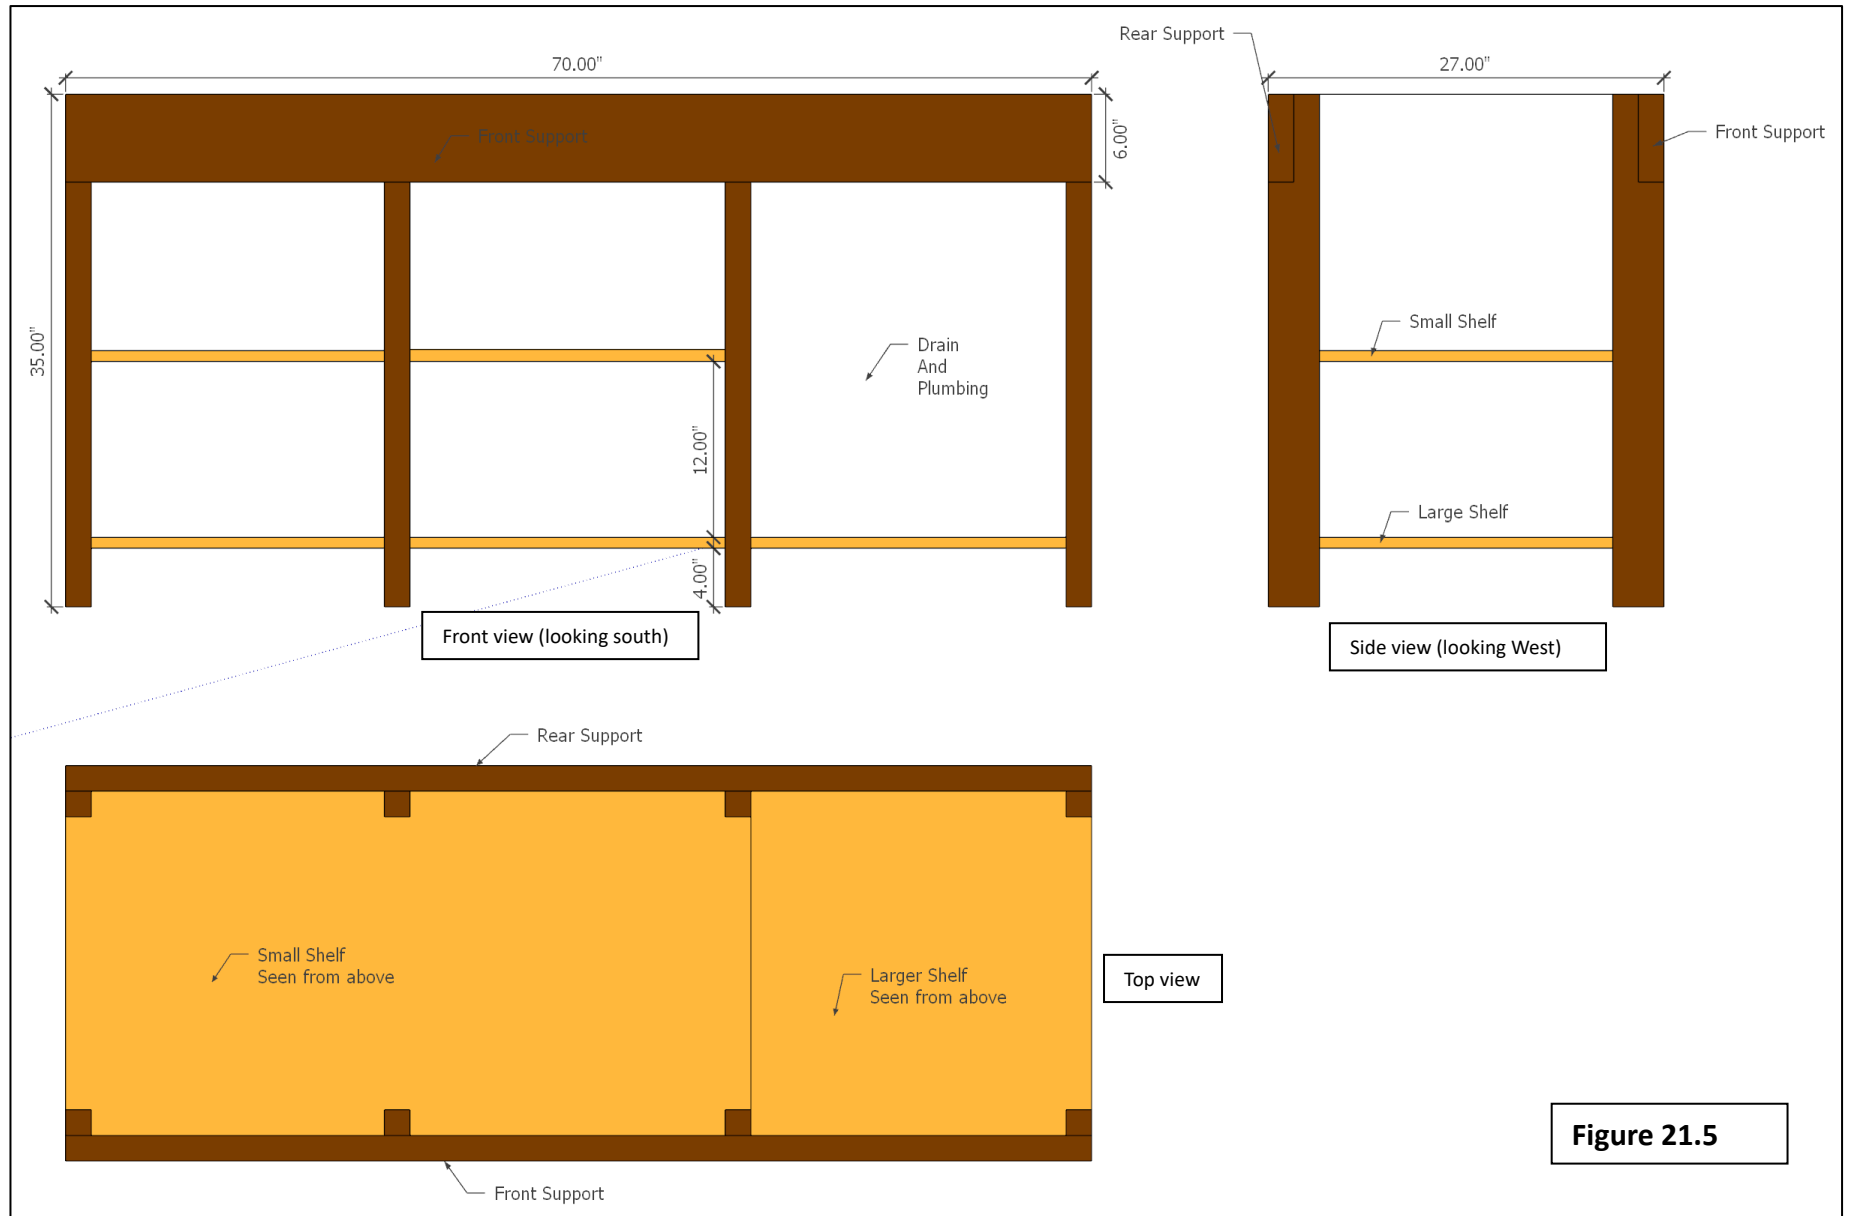 Rear Support
70.00"
27.00"
Front Support
6.00"
Front Support
35.00"
Small Shelf
Drain
And
Plumbing
12.00"
Large Shelf
4.00"
Front view (looking south)
Side view (looking West)
Rear Support
Small Shelf
Seen from above
Larger Shelf
Seen from above
Top view
Figure 21.5
Front Support